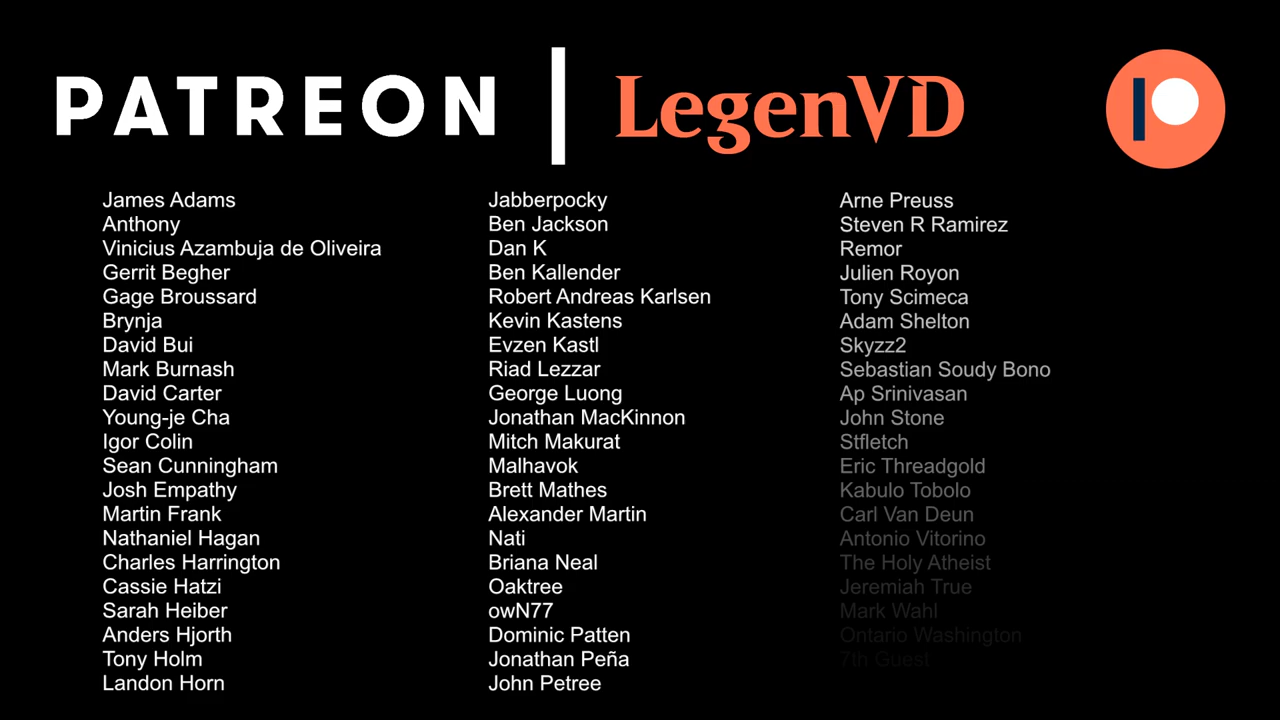 PATREON | LegenVD
James Adams
Anthony
Vinicius Azambuja de Oliveira
Gerrit Begher
Gage Broussard
Brynja
David Bui
Mark Burnash
David Carter
Young-je Cha
Igor Colin
Sean Cunningham
Josh Empathy
Martin Frank
Nathaniel Hagan
Charles Harrington
Cassie Hatzi
Sarah Heiber
Anders Hjorth
Tony Holm
Landon Horn
Jabberpocky
Ben Jackson
Dan K
Ben Kallender
Robert Andreas Karlsen
Kevin Kastens
Evzen Kastl
Riad Lezzar
George Luong
Jonathan MacKinnon
Mitch Makurat
Malhavok
Brett Mathes
Alexander Martin
Nati
Briana Neal
Oaktree
owN77
Dominic Patten
Jonathan Peña
John Petree
Arne Preuss
Steven R Ramirez
Remor
Julien Royon
Tony Scimeca
Adam Shelton
Skyzz2
Sebastian Soudy Bono
Ap Srinivasan
John Stone
Stfletch
Eric Threadgold
Kabulo Tobolo
Carl Van Deun
Antonio Vitorino
The Holy Atheist
Jeremiah True
Mark Wahl
Ontario Washington
7th Guest